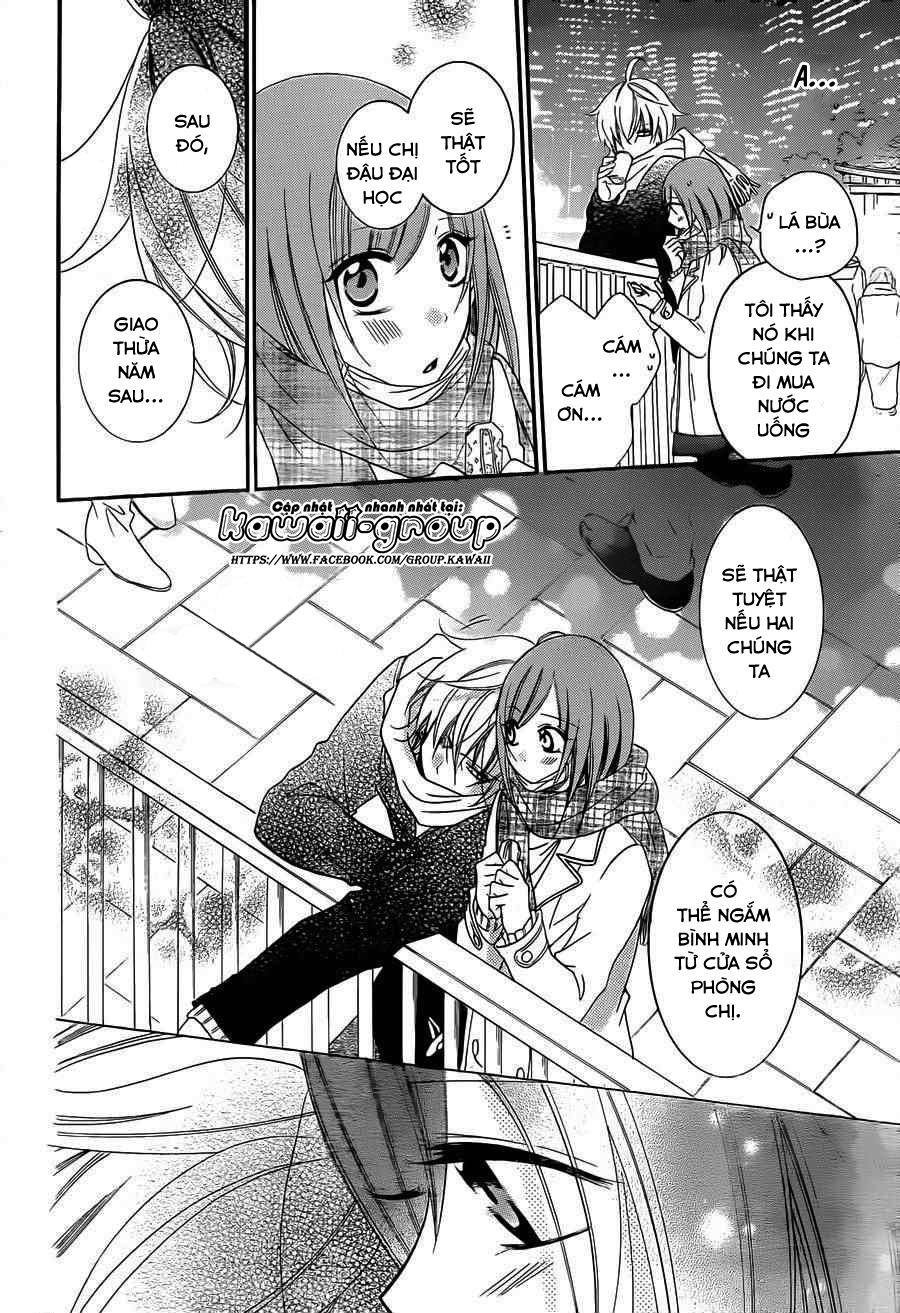 A...
LÁ BÙA
...?
TÔI THẤY
NÓ KHI
CHÚNG TA
ĐI MUA
NƯỚC
UỐNG
CÁM
...
CÁM
ƠN...
SẼ
THẬT
TỐT
NẾU CHỊ
ĐẬU ĐẠI
HỌC
SAU
ĐÓ,
GIAO
THỪA
NĂM
SAU...
Cập nhật nhanh nhất tại:
kawaii-group
HTTPS://WWW.FACEBOOK.COM/GROUP.KAWAII
SẼ THẬT
TUYỆT
NẾU HAI
CHÚNG
TA
CÓ
THỂ NGẮM
BÌNH MINH
TỪ CỬA SỔ
PHÒNG
CHỊ.